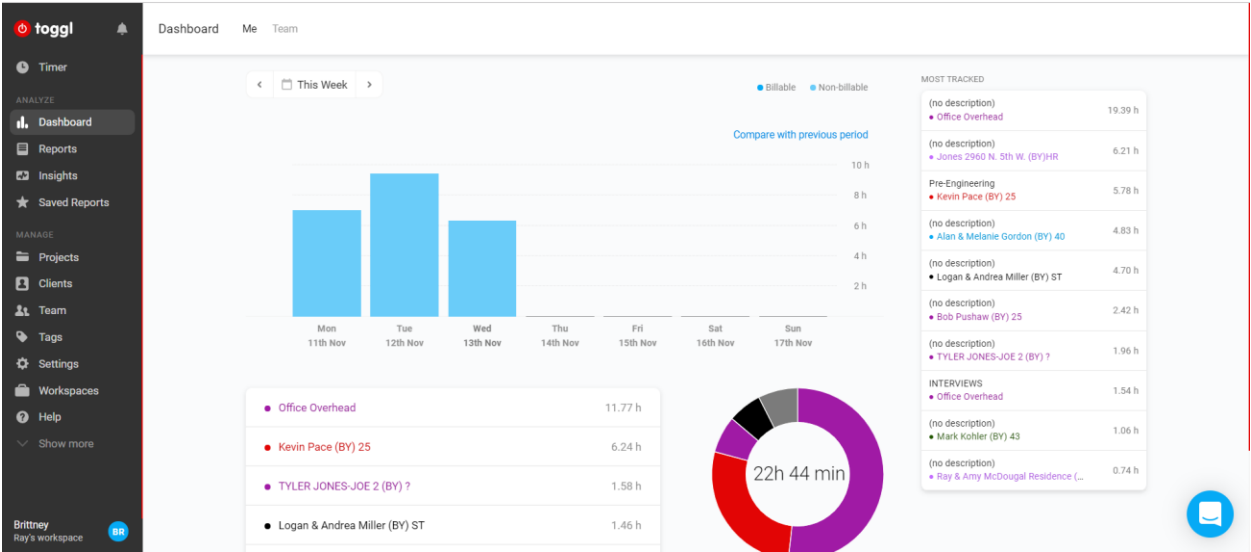 toggl
Timer
ANALYZE
Dashboard
Reports
Insights
Saved Reports
MANAGE
Projects
Clients
Team
Tags
Settings
Workspaces
Help
Show more
Brittney
Ray's workspace
BR
Dashboard Me Team
This Week
Billable Non-billable
Compare with previous period
10 h
8 h
6 h
4 h
2 h
Mon Tue Wed Thu Fri Sat Sun
11th Nov 12th Nov 13th Nov 14th Nov 15th Nov 16th Nov 17th Nov
Office Overhead 11.77 h
Kevin Pace (BY) 25 6.24 h
TYLER JONES-JOE 2 (BY) ? 1.58 h
Logan & Andrea Miller (BY) ST 1.46 h
22h 44 min
MOST TRACKED
(no description)
Office Overhead
19.39 h
(no description)
Jones 2960 N. 5th W. (BY)HR
6.21 h
Pre-Engineering
Kevin Pace (BY) 25
5.78 h
(no description)
Alan & Melanie Gordon (BY) 40
4.83 h
(no description)
Logan & Andrea Miller (BY) ST
4.70 h
(no description)
Bob Pushaw (BY) 25
2.42 h
(no description)
TYLER JONES-JOE 2 (BY) ?
1.96 h
INTERVIEWS
Office Overhead
1.54 h
(no description)
Mark Kohler (BY) 43
1.06 h
(no description)
Ray & Amy McDougal Residence (...
0.74 h